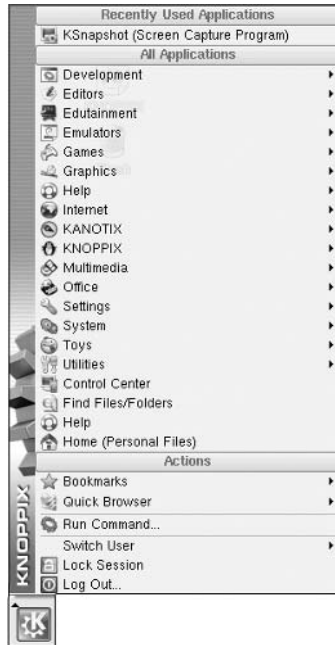 Recently Used Applications
KSnapshot (Screen Capture Program)
All Applications
Development
Editors
Edutainment
Emulators
Games
Graphics
Help
Internet
KANOTIX
KNOPPIX
Multimedia
Office
Settings
System
Toys
Utilities
Control Center
Find Files/Folders
Help
Home (Personal Files)
Actions
Bookmarks
Quick Browser
Run Command...
Switch User
Lock Session
Log Out...
KNOPPIX
K